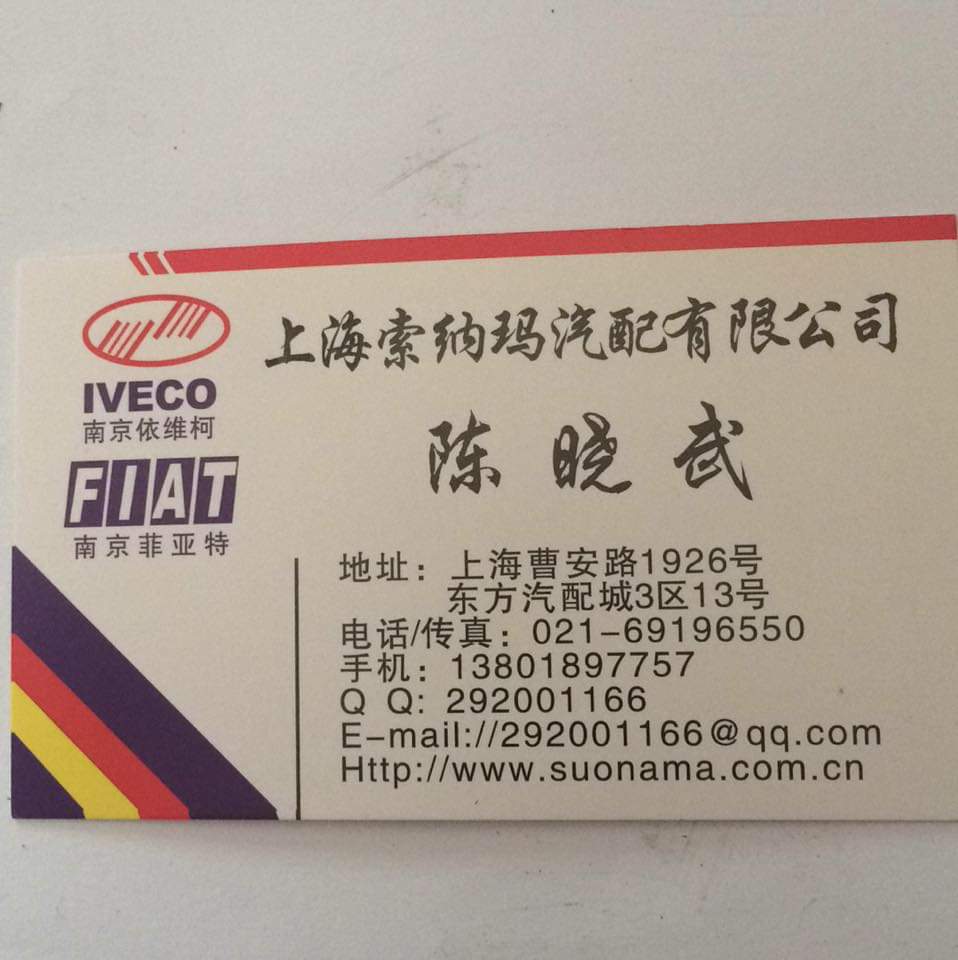 上海索纳玛汽配有限公司
IVECO
南京依维柯
FIAT
南京菲亚特
陈晓武
地址：上海曹安路1926号
东方汽配城3区13号
电话/传真：021-69196550
手机：13801897757
Q Q: 292001166
E-mail://292001166@qq.com
Http://www.suonama.com.cn